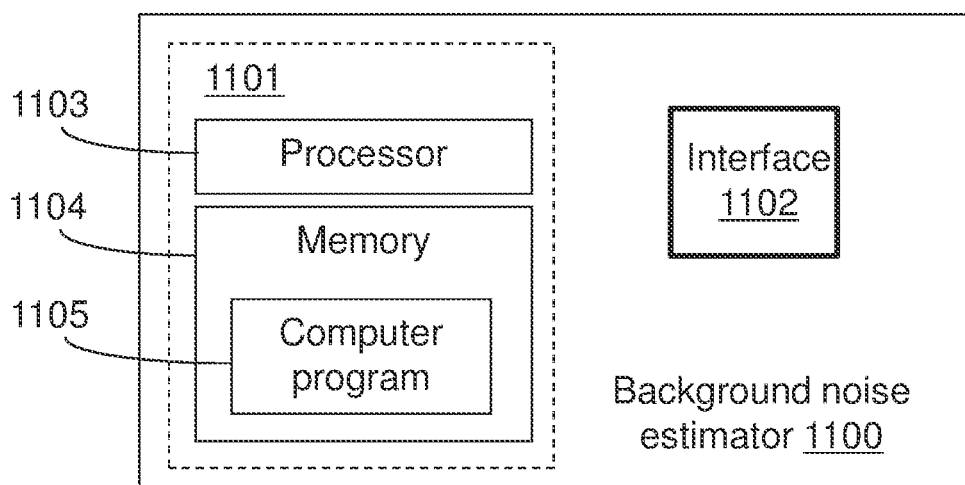 1101
1103
Processor
1104
Memory
1105
Computer
program
Interface
1102
Background noise
estimator 1100